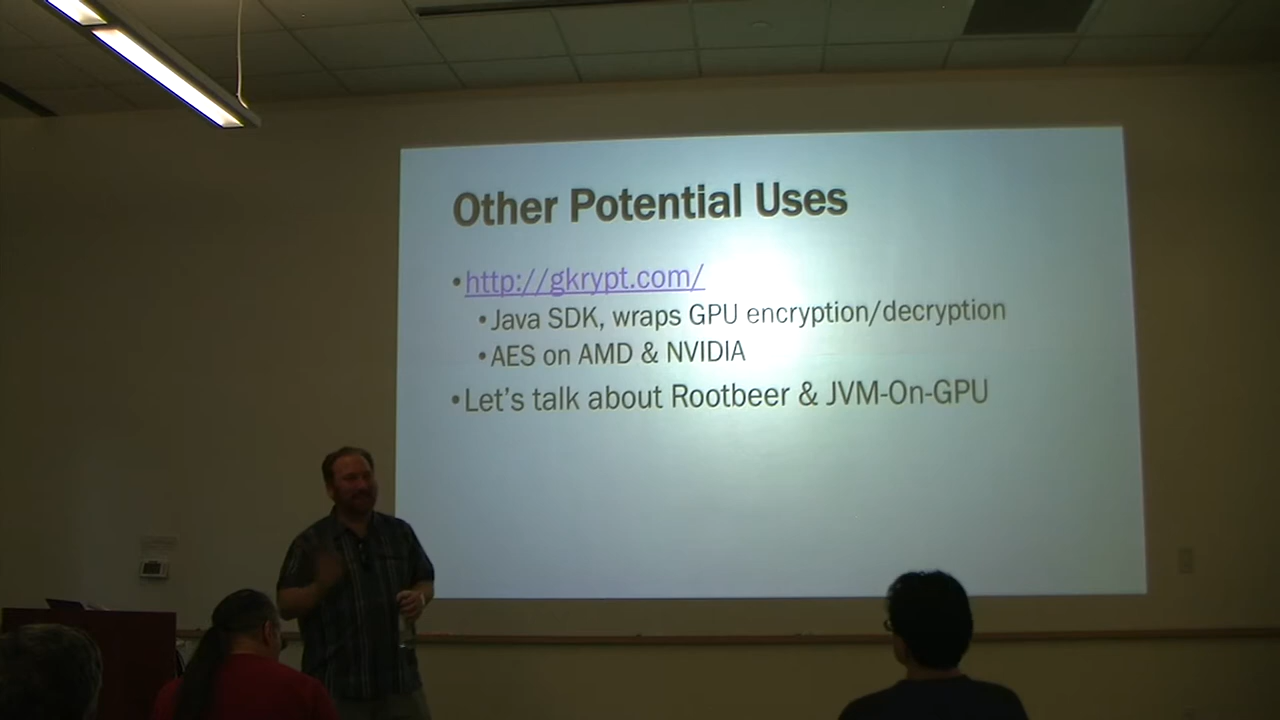 Other Potential Uses
•http://gkrypt.com/
•Java SDK, wraps GPU encryption/decryption
•AES on AMD & NVIDIA
•Let's talk about Rootbeer & JVM-On-GPU